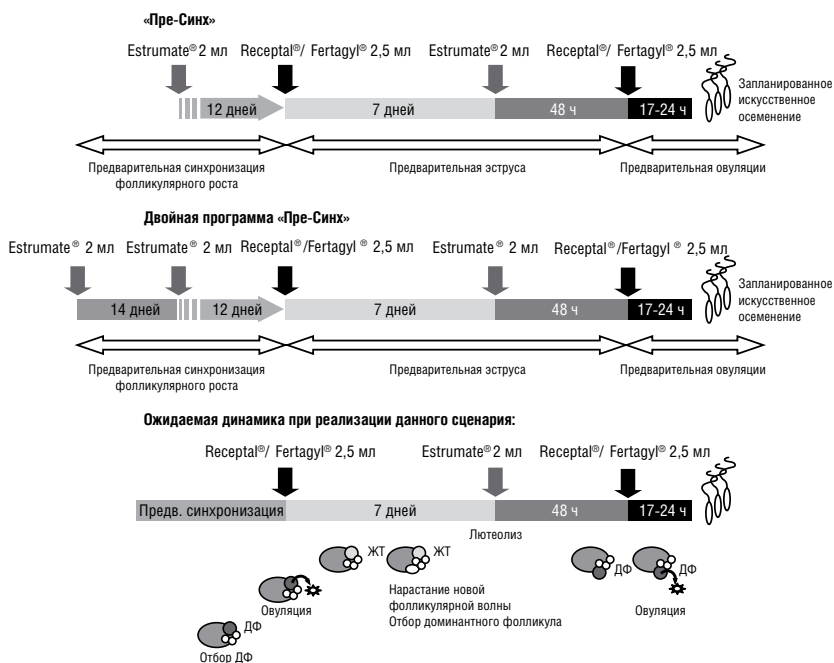 «Пре-Синх»
Estrumate® 2 мл Receptal®/ Fertagyl® 2,5 мл Estrumate® 2 мл Receptal®/ Fertagyl® 2,5 мл
12 дней 7 дней 48 ч 17-24 ч
Запланированное
искусственное
осеменение
Предварительная синхронизация
фолликулярного роста
Предварительная эструса
Предварительная овуляции
Двойная программа «Пре-Синх»
Estrumate® 2 мл Estrumate® 2 мл Receptal®/Fertagyl ® 2,5 мл Estrumate® 2 мл Receptal®/Fertagyl ® 2,5 мл
14 дней 12 дней 7 дней 48 ч 17-24 ч
Запланированное
искусственное
осеменение
Предварительная синхронизация
фолликулярного роста
Предварительная эструса
Предварительная овуляции
Ожидаемая динамика при реализации данного сценария:
Receptal®/ Fertagyl® 2,5 мл Estrumate® 2 мл Receptal®/ Fertagyl® 2,5 мл
Предв. синхронизация 7 дней 48 ч 17-24 ч
Лютеолиз
ЖТ ЖТ ДФ ДФ
Нарастание новой
фолликулярной волны
Отбор доминантного фолликула
Овуляция Овуляция
ДФ
Отбор ДФ